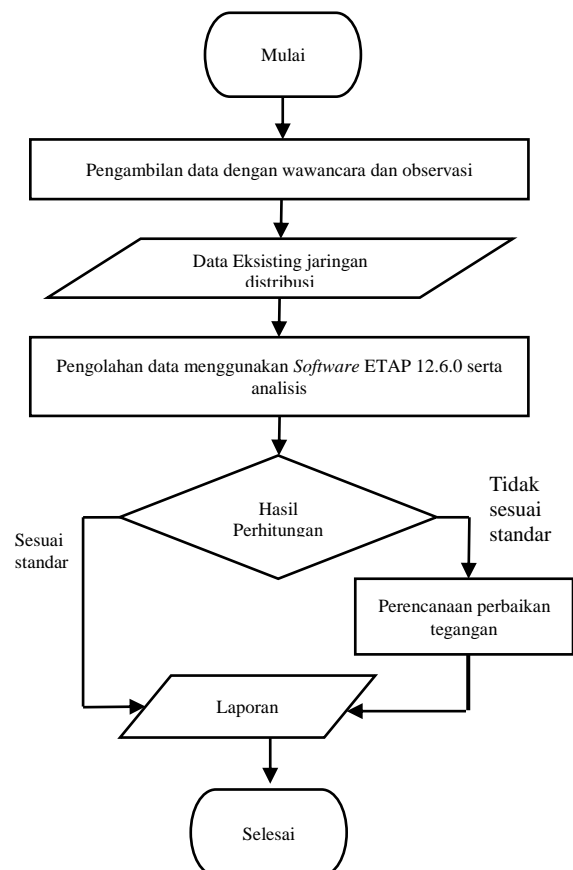 Mulai
Pengambilan data dengan wawancara dan observasi
Data Eksisting jaringan
distribusi
Pengolahan data menggunakan Software ETAP 12.6.0 serta
analisis
Hasil
Perhitungan
Tidak
sesuai
standar
Sesuai
standar
Perencanaan perbaikan
tegangan
Laporan
Selesai